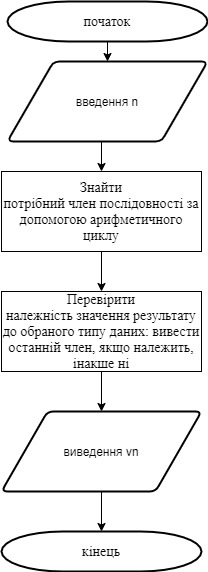 початок
введення n
Знайти
потрібний член послідовності за
допомогою арифметичного
циклу
Перевірити
належність значення результату
до обраного типу даних: вивести
останній член, якщо належить,
інакше ні
виведення vn
кінець